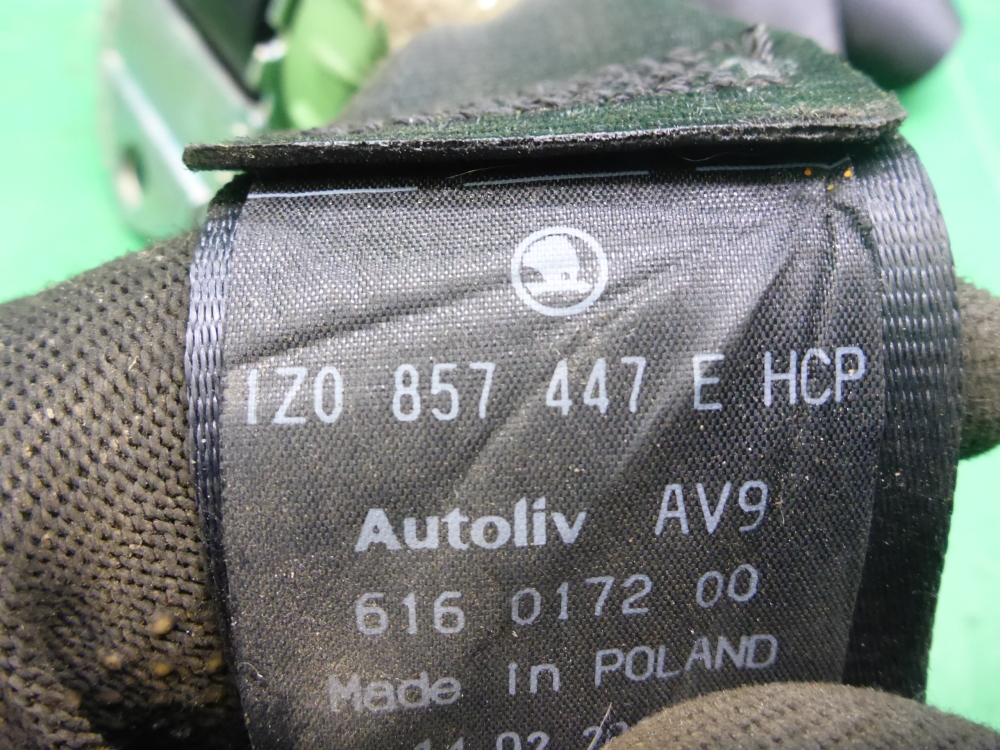 1Z0 857 447 E HCP
Autoliv AV9
616 0172 00
Made in POLAND